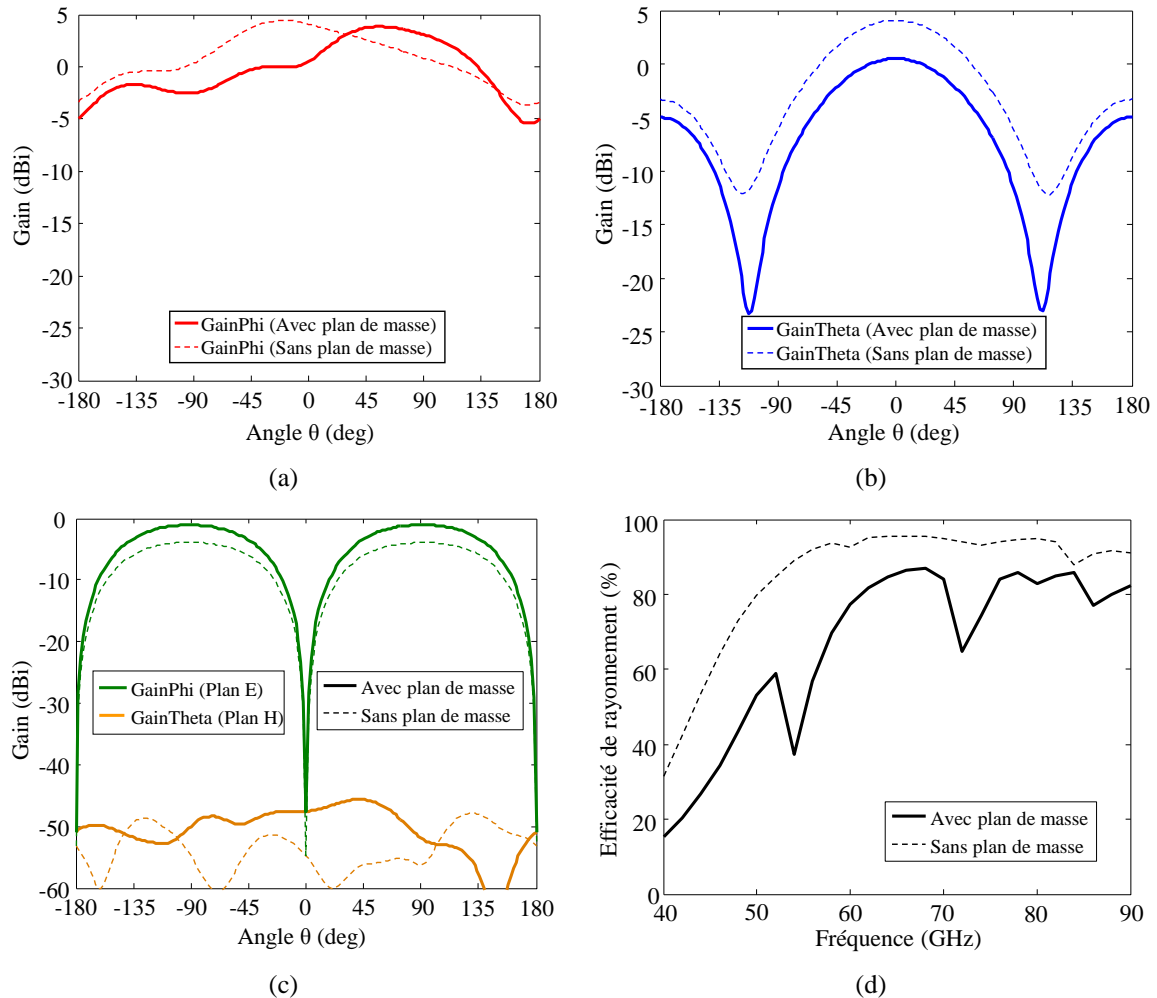 5
0
-5
-10
-15
-20
-25
-30
Gain (dBi)
GainPhi (Avec plan de masse)
GainPhi (Sans plan de masse)
-180 -135 -90 -45 0 45 90 135 180
Angle θ (deg)
(a)
5
0
-5
-10
-15
-20
-25
-30
Gain (dBi)
GainTheta (Avec plan de masse)
GainTheta (Sans plan de masse)
-180 -135 -90 -45 0 45 90 135 180
Angle θ (deg)
(b)
0
-10
-20
-30
-40
-50
-60
Gain (dBi)
GainPhi (Plan E)
GainTheta (Plan H)
Avec plan de masse
Sans plan de masse
-180 -135 -90 -45 0 45 90 135 180
Angle θ (deg)
(c)
100
80
60
40
20
0
Efficacité de rayonnement (%)
Avec plan de masse
Sans plan de masse
40 50 60 70 80 90
Fréquence (GHz)
(d)